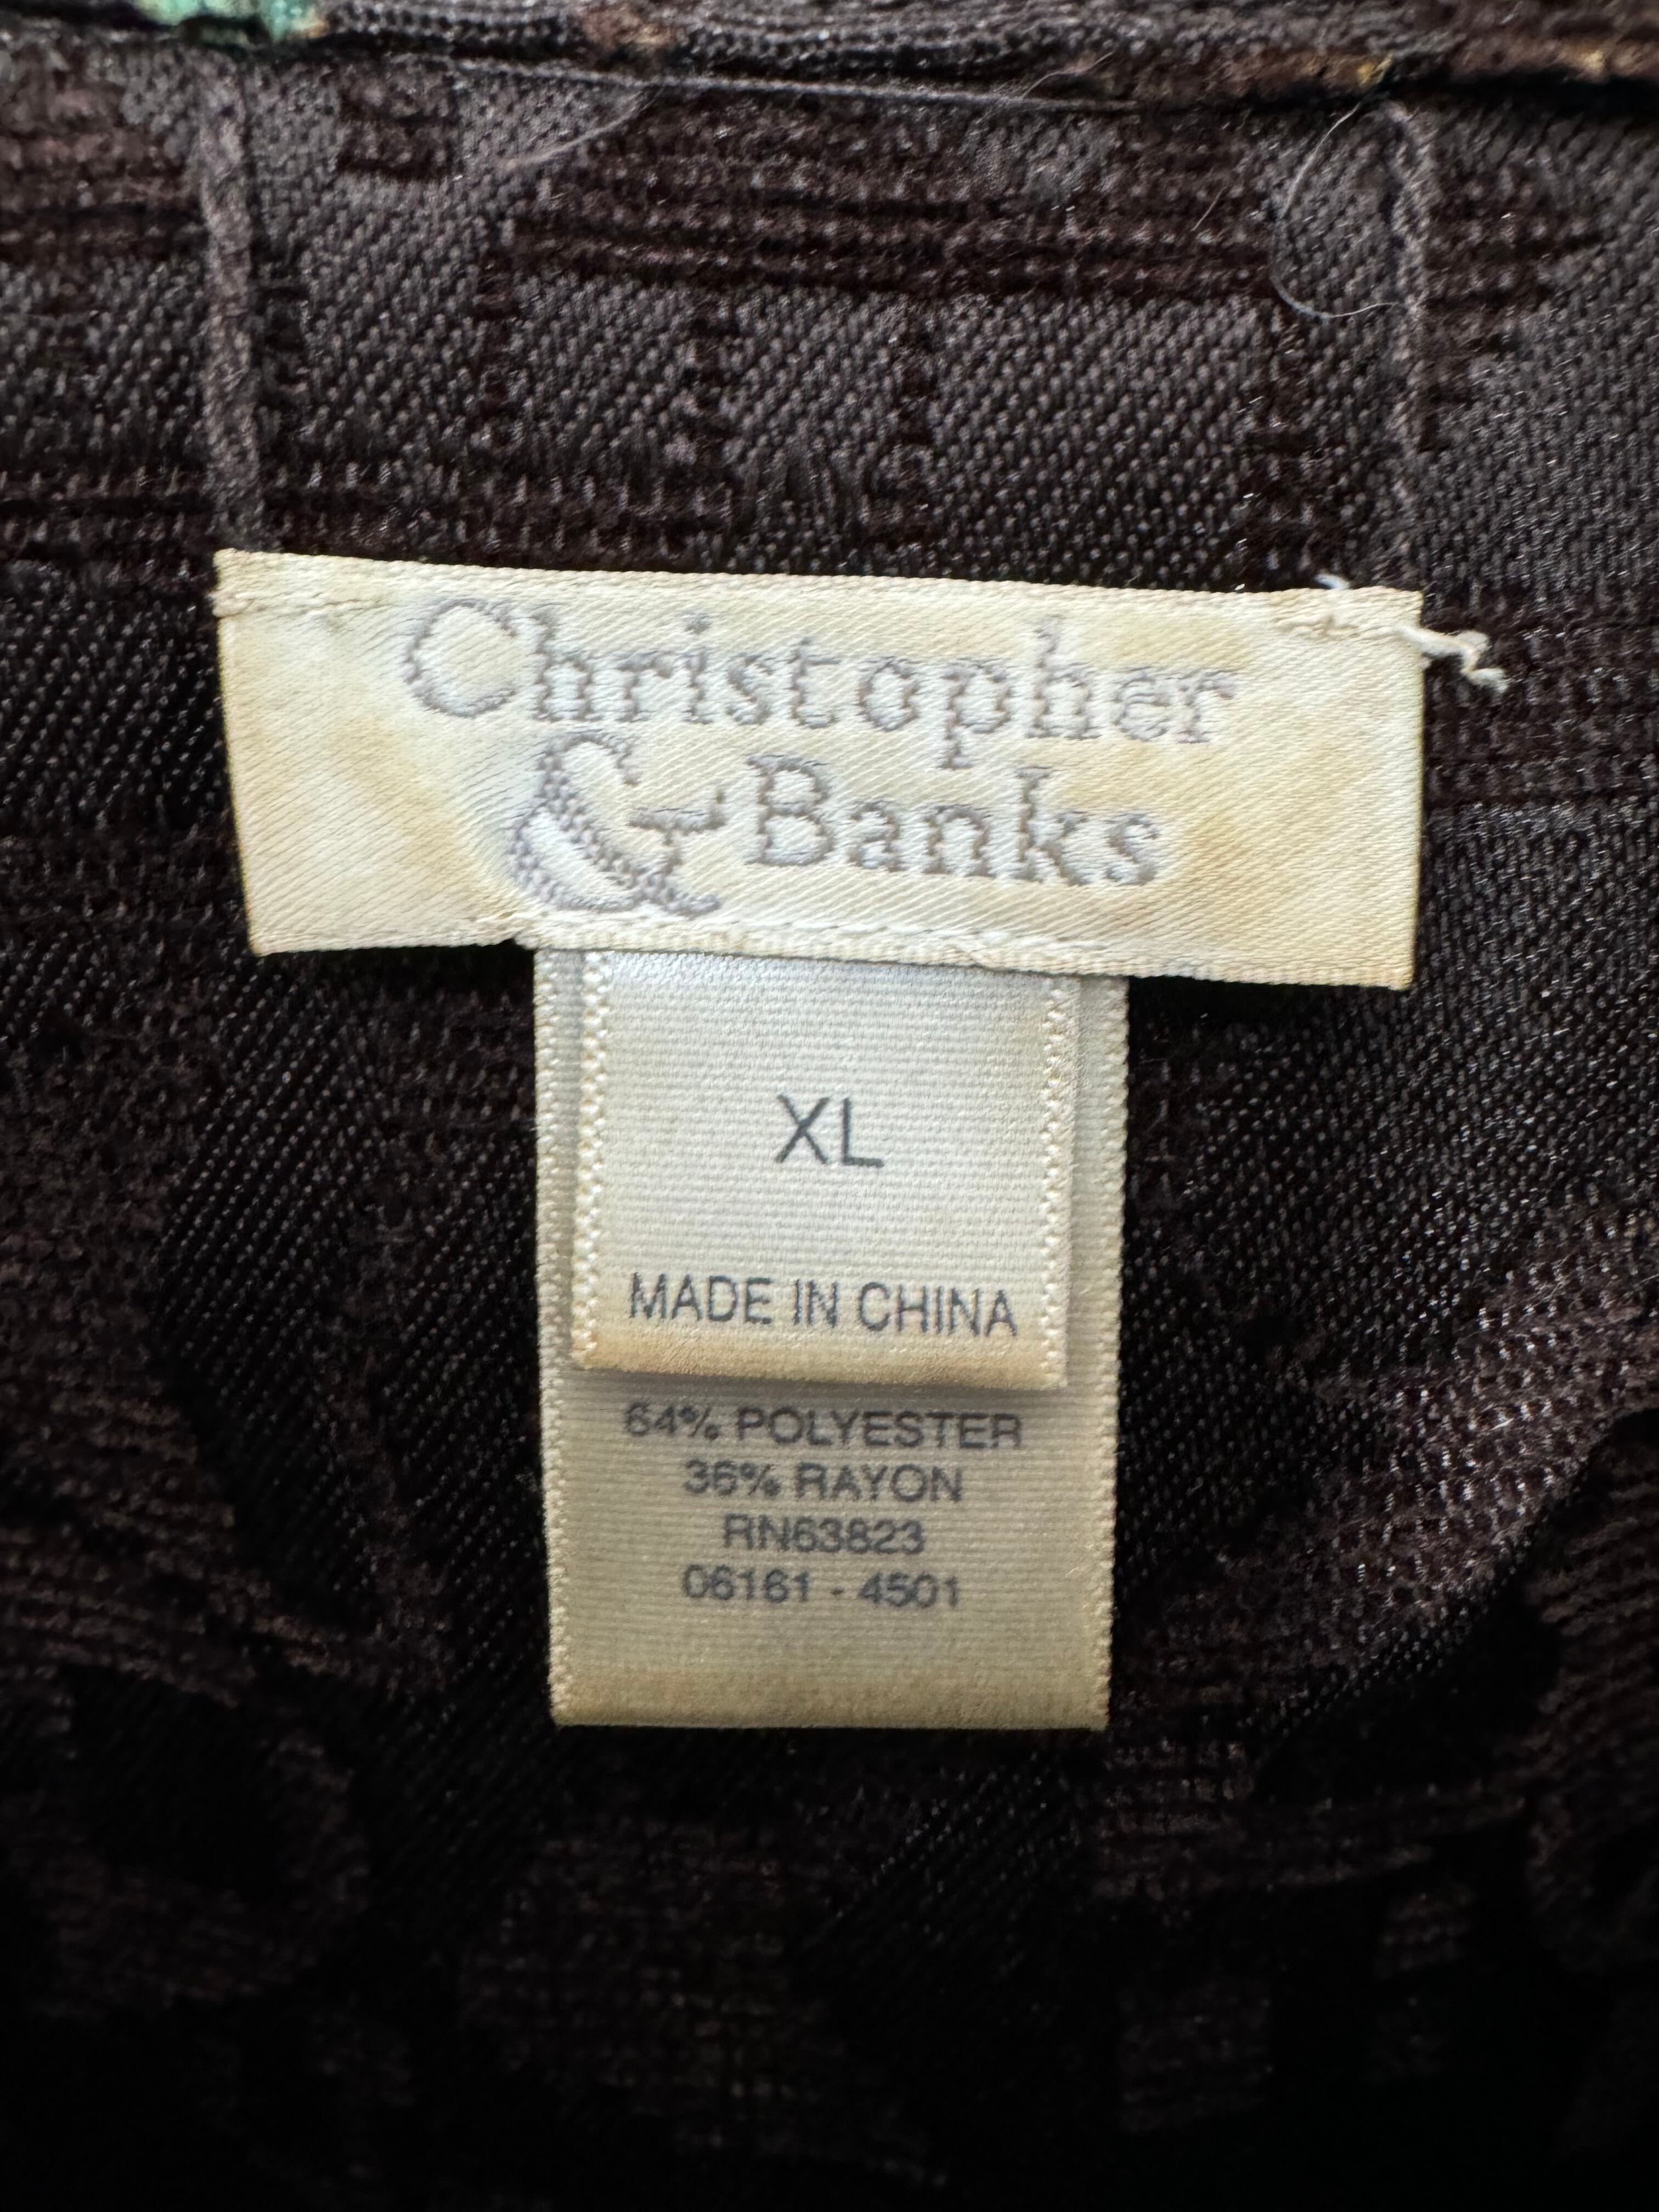 Christopher
& Banks
XL
MADE IN CHINA
64% POLYESTER
36% RAYON
RN63823
06161 - 4501